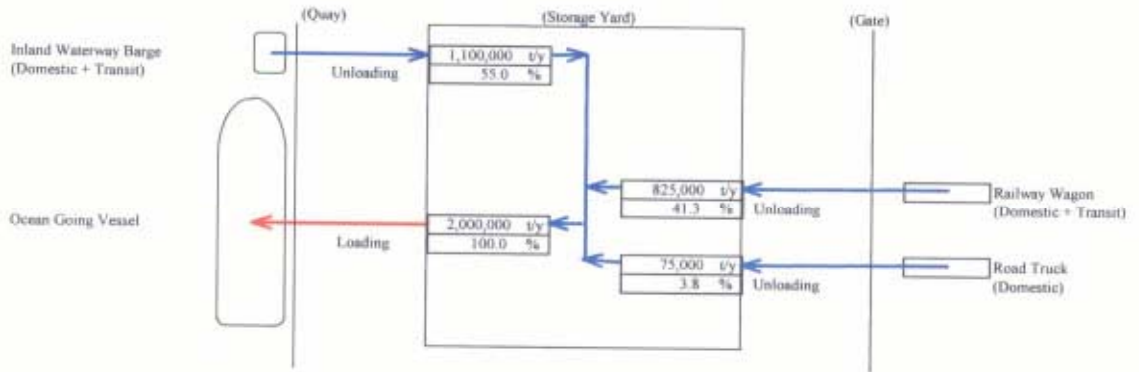 (Quay)
(Storage Yard)
(Gate)
Inland Waterway Barge
(Domestic + Transit)
Unloading
1,100,000 t/y
55.0 %
825,000 t/y
41.3 %
Unloading
Railway Wagon
(Domestic + Transit)
Ocean Going Vessel
Loading
2,000,000 t/y
100.0 %
75,000 t/y
3.8 %
Unloading
Road Truck
(Domestic)